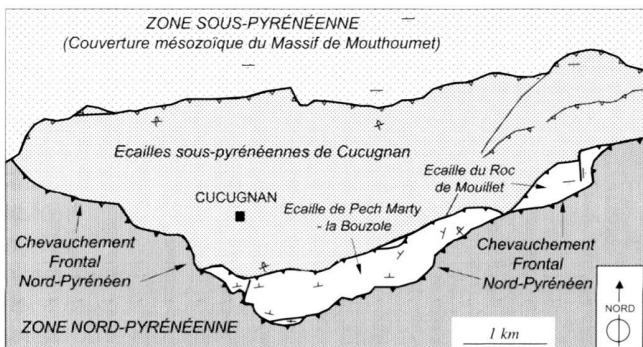 ZONE SOUS-PYRÉNÉENNE
(Couverture mésozoïque du Massif de Mouthoumet)
Ecailles sous-pyrénéennes de Cucugnan
Ecaille du Roc
de Mouillet
CUCUGNAN
Ecaille de Pech Marty
- la Bouzole
Chevauchement
Frontal
Nord-Pyrénéen
Chevauchement
Frontal
Nord-Pyrénéen
ZONE NORD-PYRÉNÉENNE
1 km
NORD